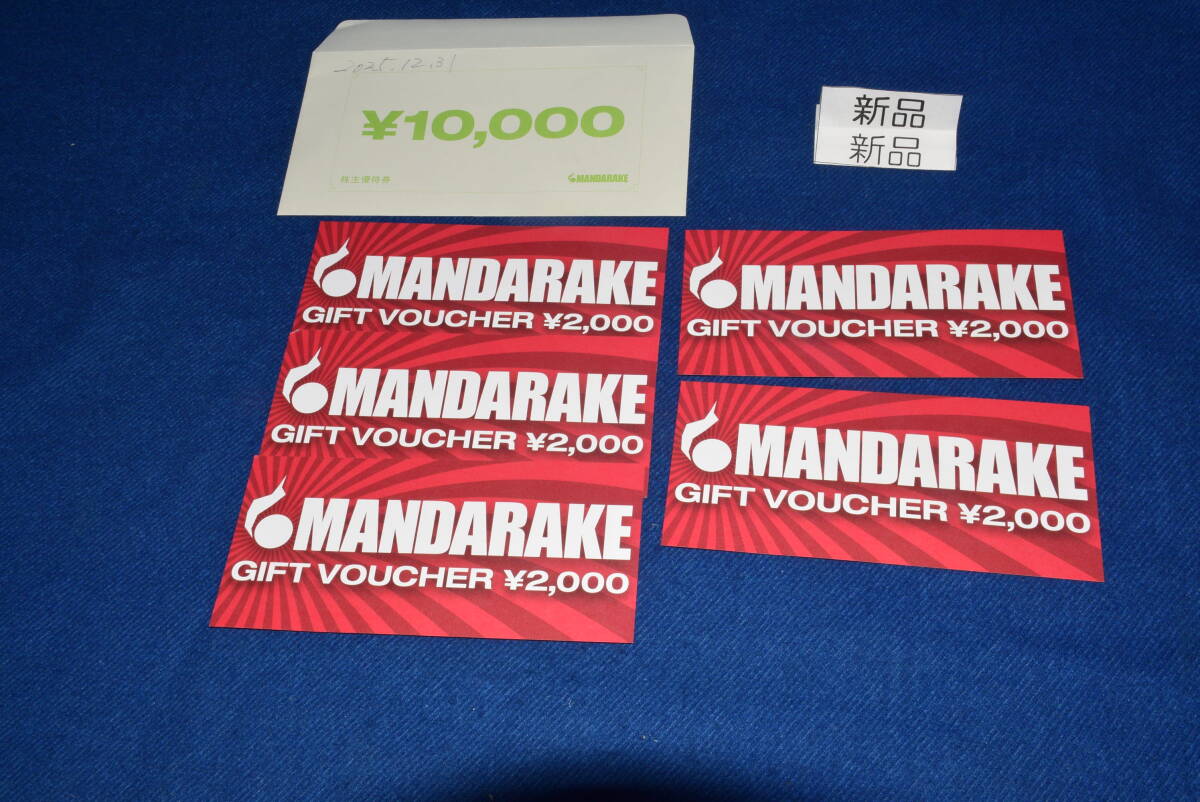 2025.12.31
¥10,000
株主優待券
MANDARAKE
新品
新品
MANDARAKE
GIFT VOUCHER ¥2,000
MANDARAKE
GIFT VOUCHER ¥2,000
MANDARAKE
GIFT VOUCHER ¥2,000
MANDARAKE
GIFT VOUCHER ¥2,000
MANDARAKE
GIFT VOUCHER ¥2,000